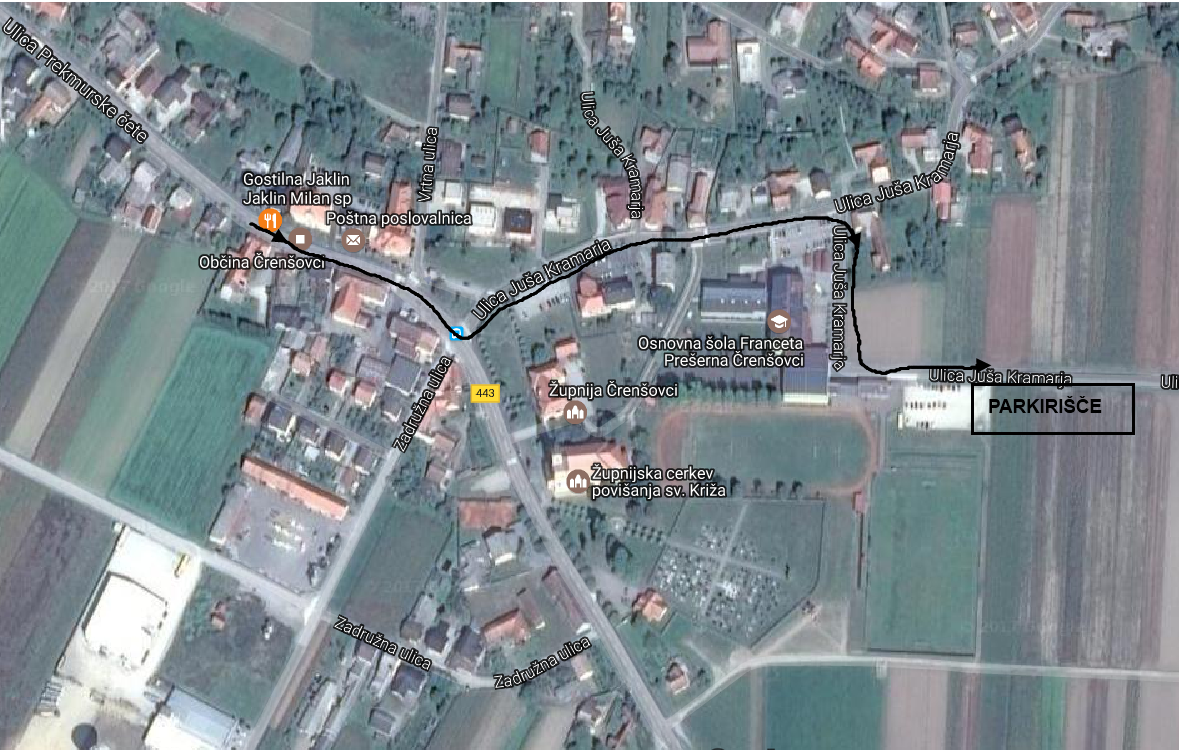 Ulica Prekmurske čete
Ulica Juša Kramarja
Vrtna ulica
Ulica Juša Kramarja
Gostilna Jaklin
Jaklin Milan sp
Poštna poslovalnica
Občina Črenšovci
Ulica Juša Kramarja
Ulica Juša Kramarja
Osnovna šola Franceta
Prešerna Črenšovci
Ulica Juša Kramarja
Uli
PARKIRIŠČE
443
Župnija Črenšovci
Zadružna ulica
Župnijska cerkev
povišanja sv. Križa
Zadružna ulica
Zadružna ulica